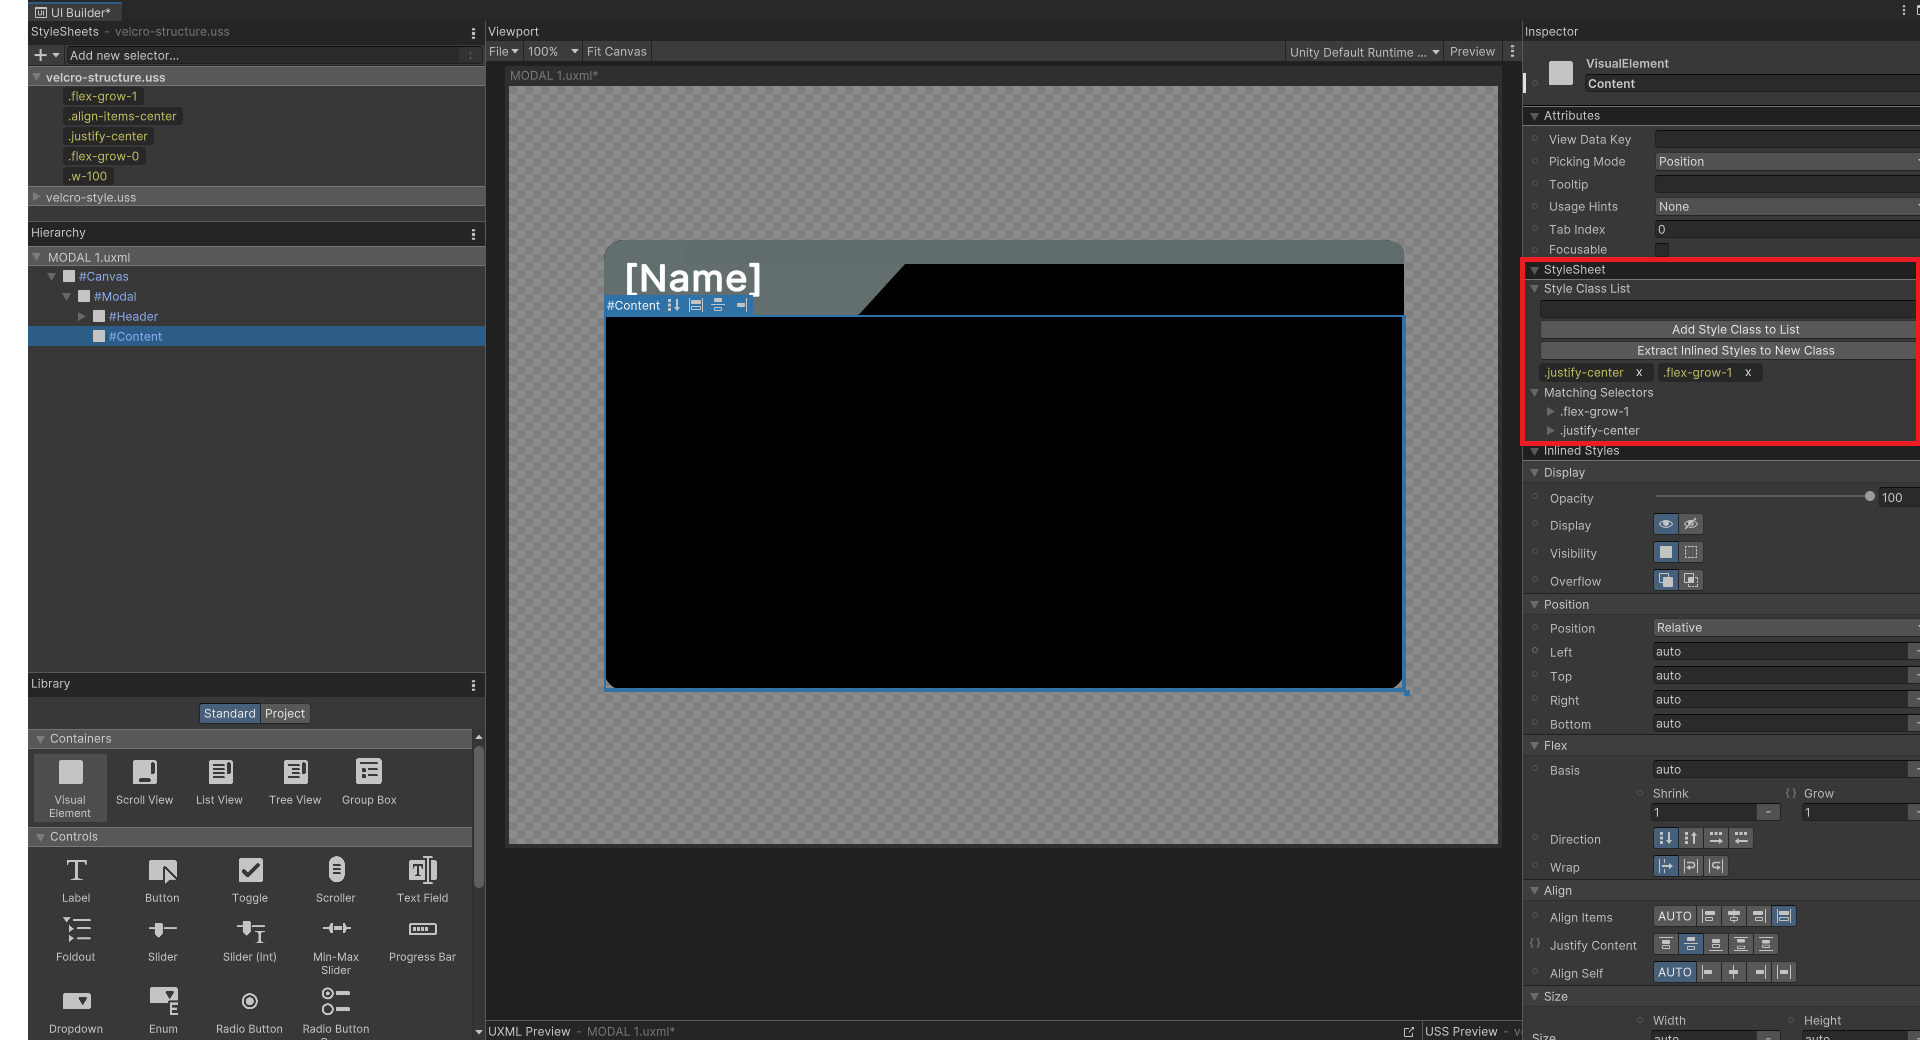 UI Builder*
StyleSheets - velcro-structure.uss
Add new selector...
velcro-structure.uss
.flex-grow-1
.align-items-center
.justify-center
.flex-grow-0
.w-100
velcro-style.uss
Hierarchy
MODAL 1.uxml
#Canvas
#Modal
#Header
#Content
Library
Standard Project
Containers
Visual Element
Scroll View
List View
Tree View
Group Box
Controls
Label
Button
Toggle
Scroller
Text Field
Foldout
Slider
Slider (Int)
Min-Max Slider
Progress Bar
Dropdown
Enum
Radio Button
Radio Button
Viewport
File 100% Fit Canvas
Unity Default Runtime ... Preview
MODAL 1.uxml*
[Name]
#Content
UXML Preview - MODAL 1.uxml*
USS Preview -
Inspector
VisualElement
Content
Attributes
View Data Key
Picking Mode Position
Tooltip
Usage Hints None
Tab Index 0
Focusable
StyleSheet
Style Class List
Add Style Class to List
Extract Inlined Styles to New Class
.justify-center x .flex-grow-1 x
Matching Selectors
.flex-grow-1
.justify-center
Inlined Styles
Display
Opacity 100
Display
Visibility
Overflow
Position
Position Relative
Left auto
Top auto
Right auto
Bottom auto
Flex
Basis auto
Shrink {} Grow
1 - 1
Direction
Wrap
Align
Align Items AUTO
{} Justify Content
Align Self AUTO
Size
Width Height
Size auto auto